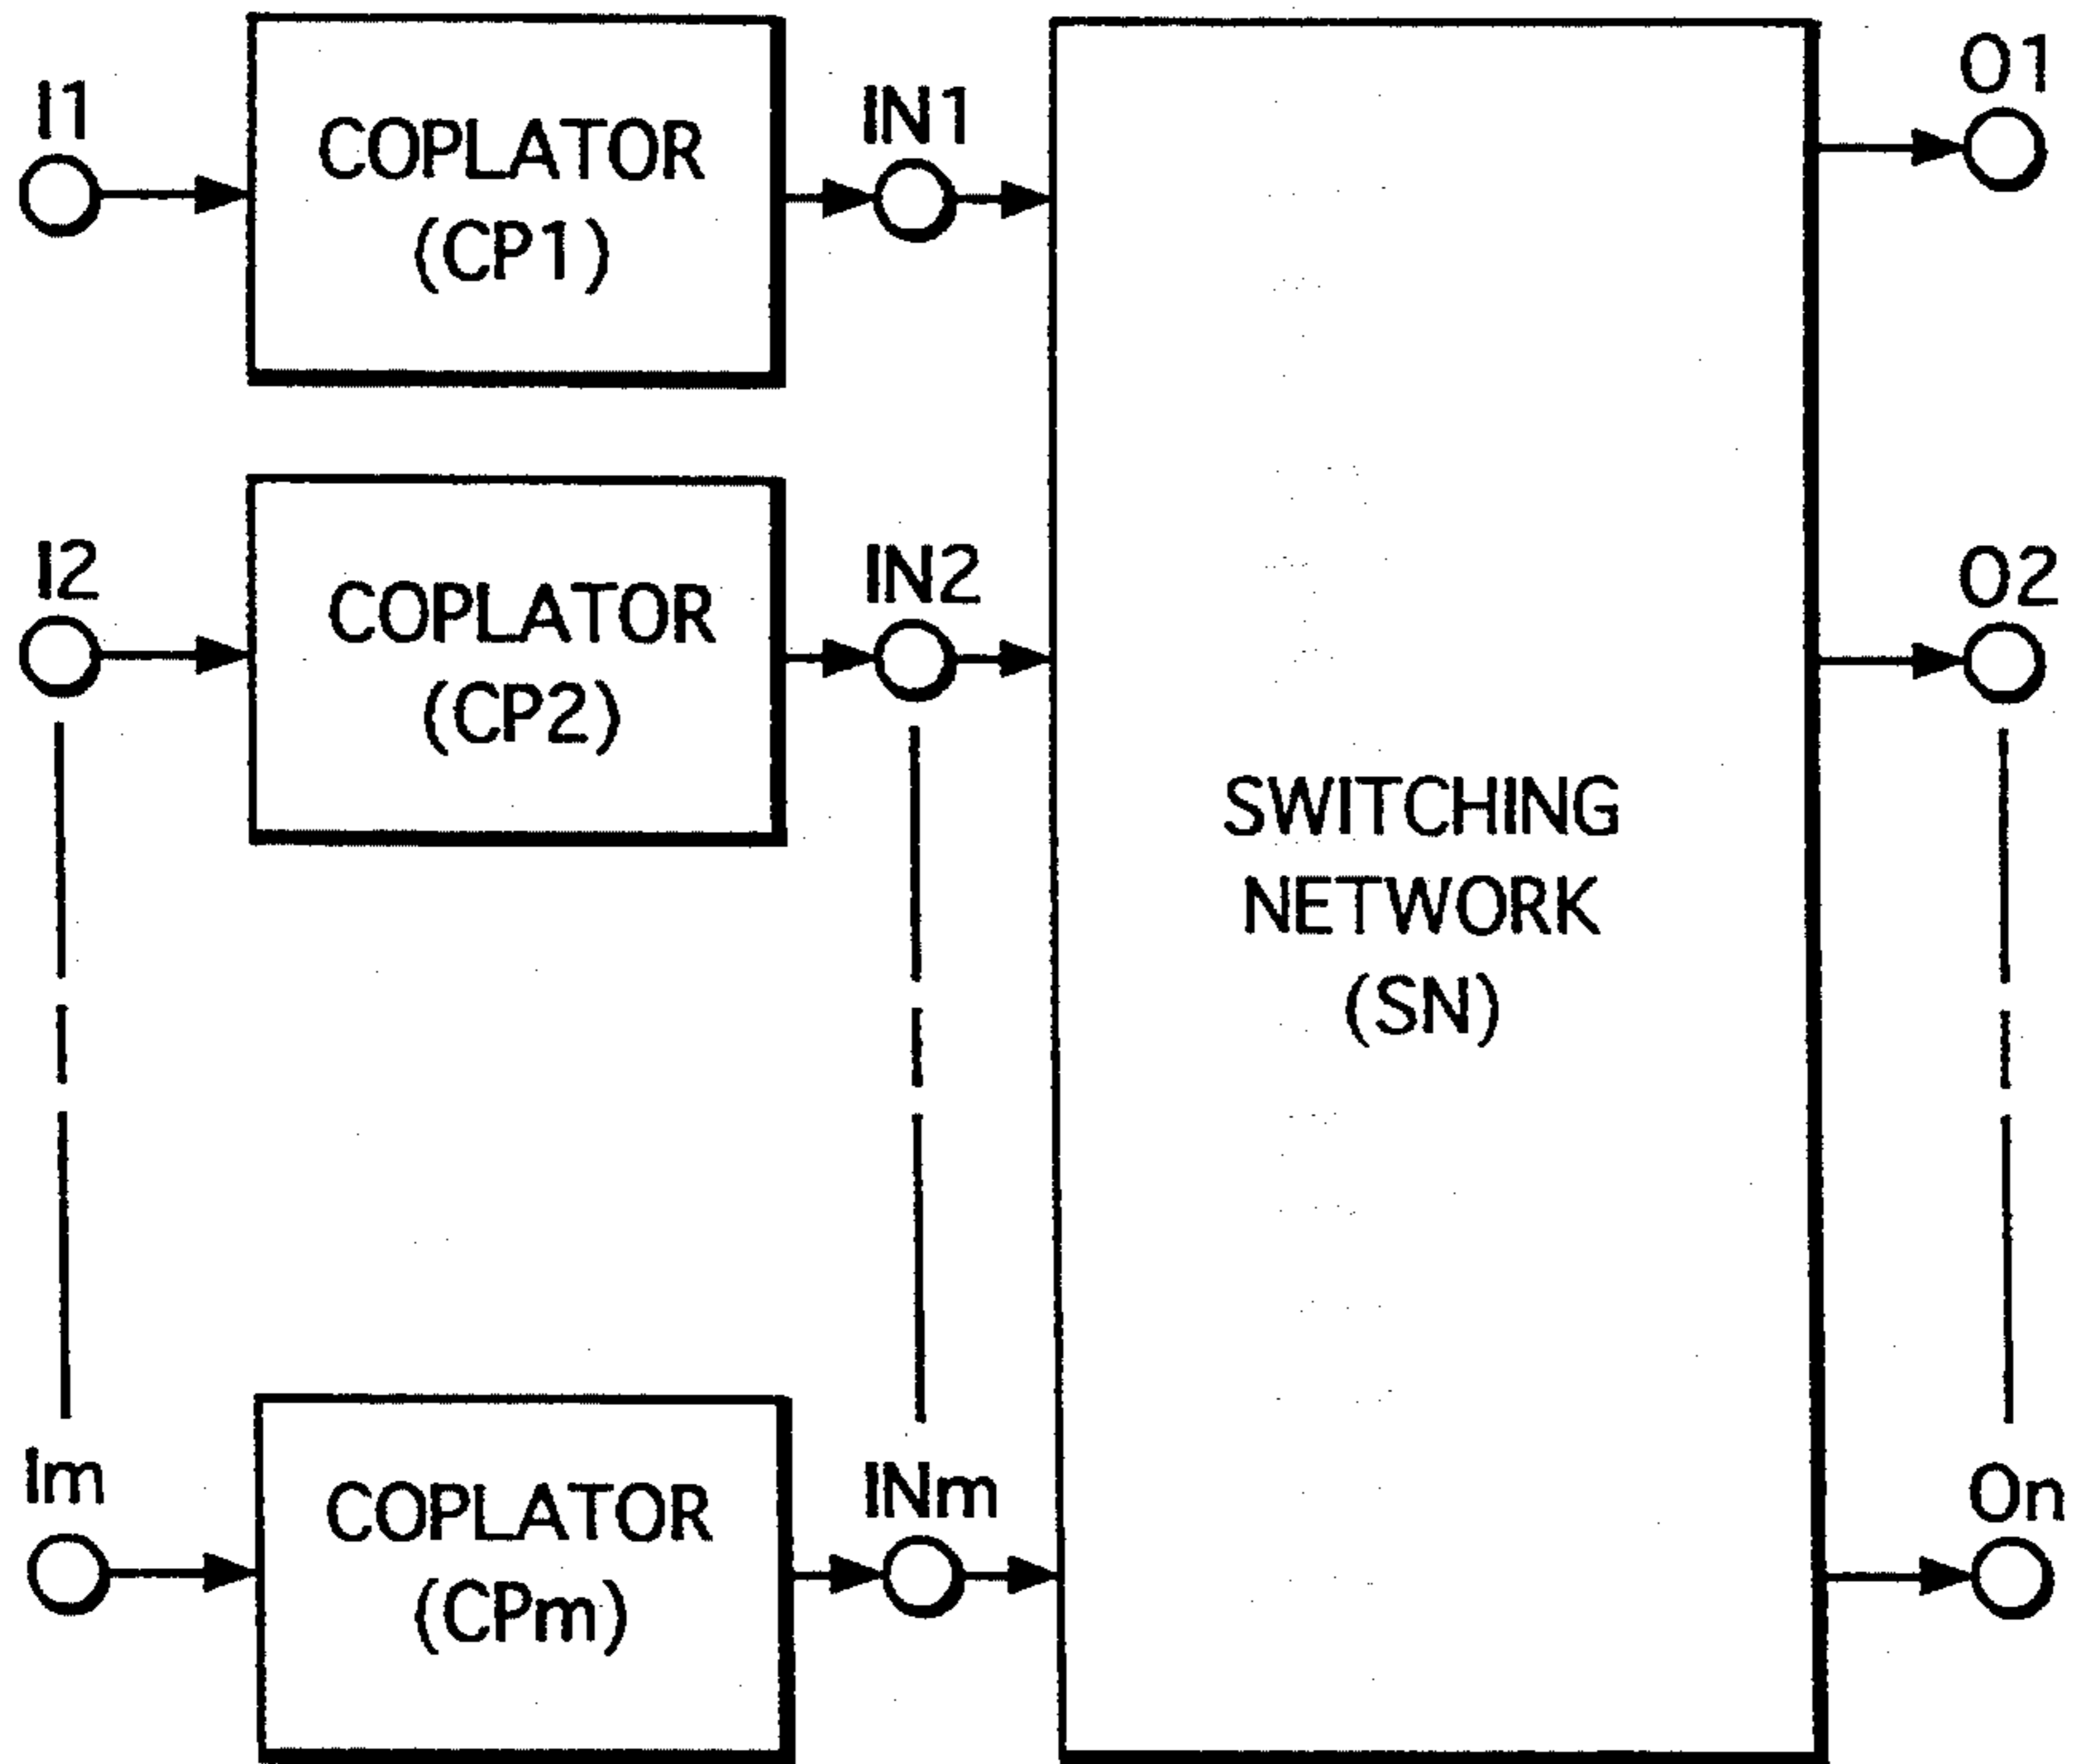 I1
COPLATOR
(CP1)
IN1
O1
I2
COPLATOR
(CP2)
IN2
O2
SWITCHING
NETWORK
(SN)
Im
COPLATOR
(CPm)
INm
On